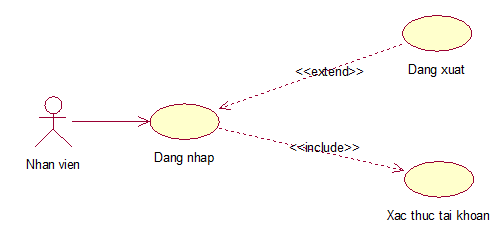 <<extend>>
Dang xuat
Nhan vien
Dang nhap
<<include>>
Xac thuc tai khoan